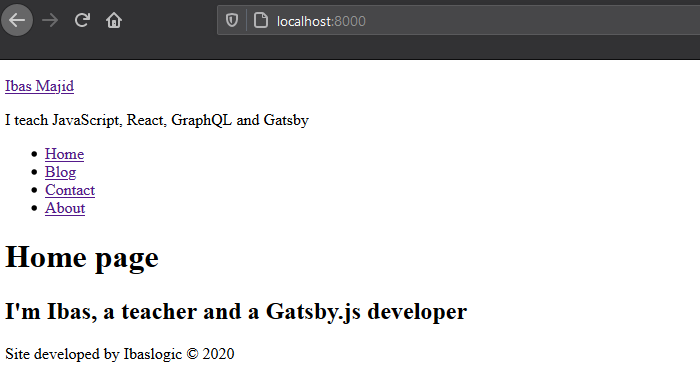 localhost:8000
Ibas Majid
I teach JavaScript, React, GraphQL and Gatsby
Home
Blog
Contact
About
Home page
I'm Ibas, a teacher and a Gatsby.js developer
Site developed by Ibaslogic © 2020